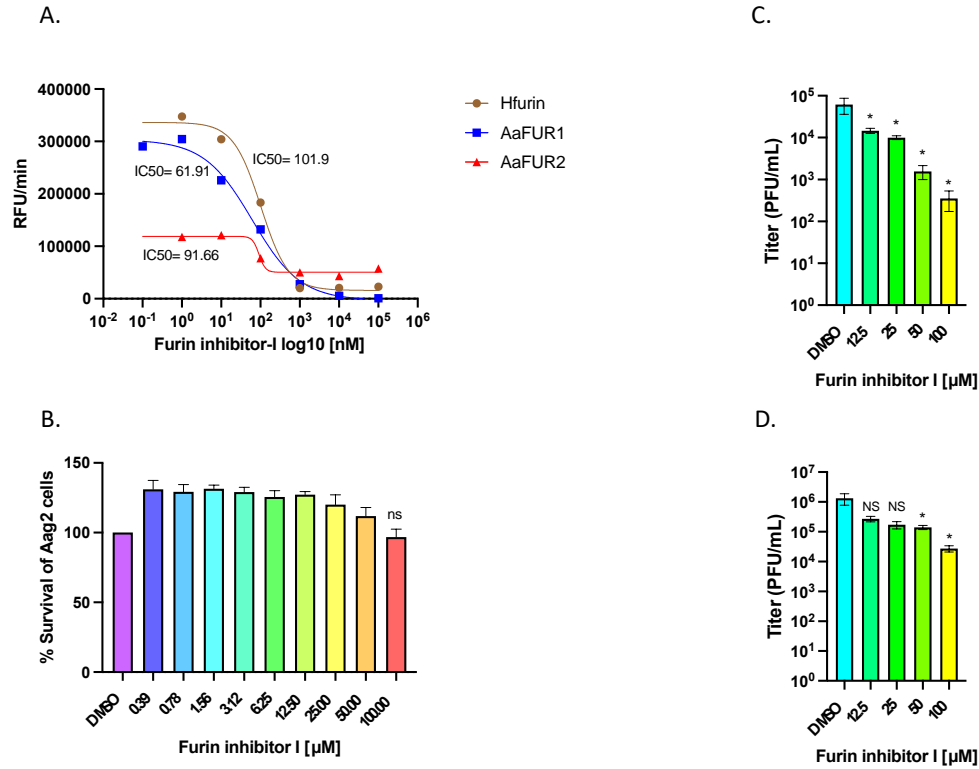 A.
400000
300000
200000
100000
0
RFU/min
IC50= 61.91
IC50= 101.9
IC50= 91.66
10⁻² 10⁻¹ 10⁰ 10¹ 10² 10³ 10⁴ 10⁵ 10⁶
Furin inhibitor-I log10 [nM]
Hfurin
AaFUR1
AaFUR2
B.
150
100
50
0
% Survival of Aag2 cells
ns
DMSO 0.39 0.78 1.56 3.12 6.25 12.50 25.00 50.00 100.00
Furin inhibitor I [µM]
C.
10⁵
10⁴
10³
10²
10¹
10⁰
Titer (PFU/mL)
* * * *
DMSO 12.5 25 50 100
Furin inhibitor I [µM]
D.
10⁷
10⁶
10⁵
10⁴
10³
10²
10¹
10⁰
Titer (PFU/mL)
NS NS * *
DMSO 12.5 25 50 100
Furin inhibitor I [µM]